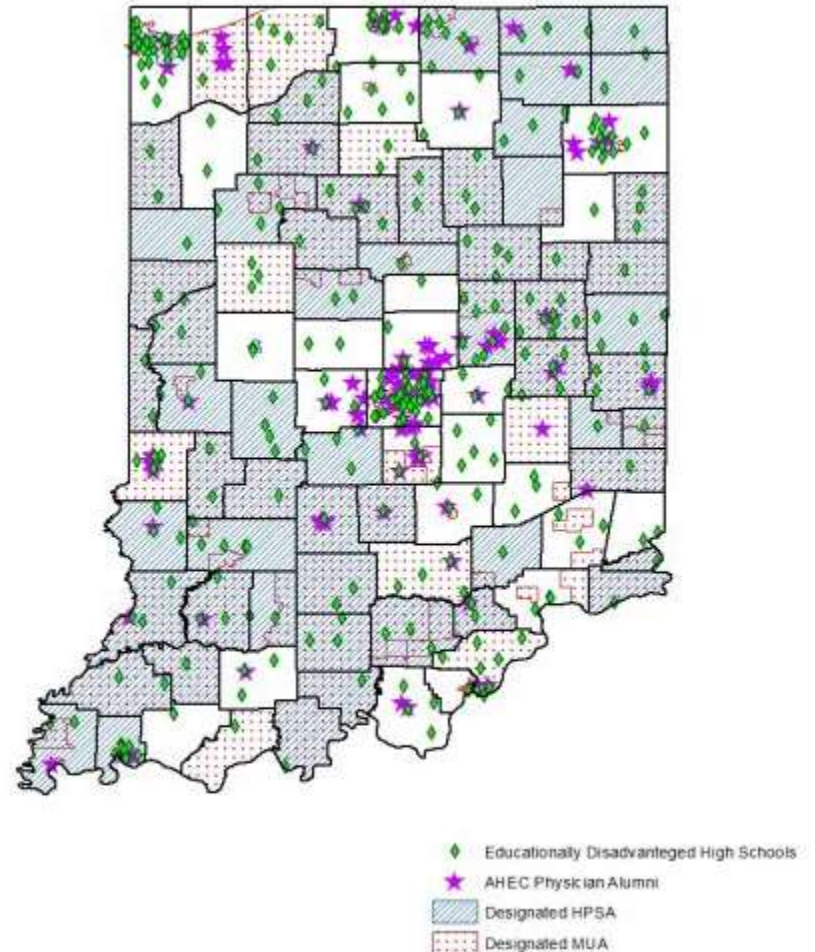 Educationally Disadvanteged High Schools
AHEC Physician Alumni
Designated HPSA
Designated MUA